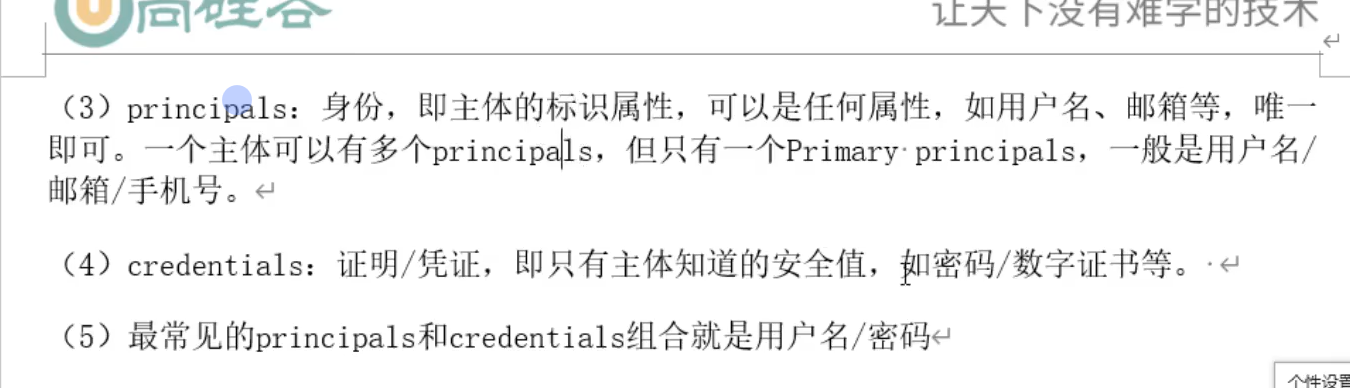 尚硅谷
让天下没有难学的技术
（3）principals：身份，即主体的标识属性，可以是任何属性，如用户名、邮箱等，唯一
即可。一个主体可以有多个principals，但只有一个Primary principals，一般是用户名/
邮箱/手机号。
（4）credentials：证明/凭证，即只有主体知道的安全值，如密码/数字证书等。
（5）最常见的principals和credentials组合就是用户名/密码
个性设置